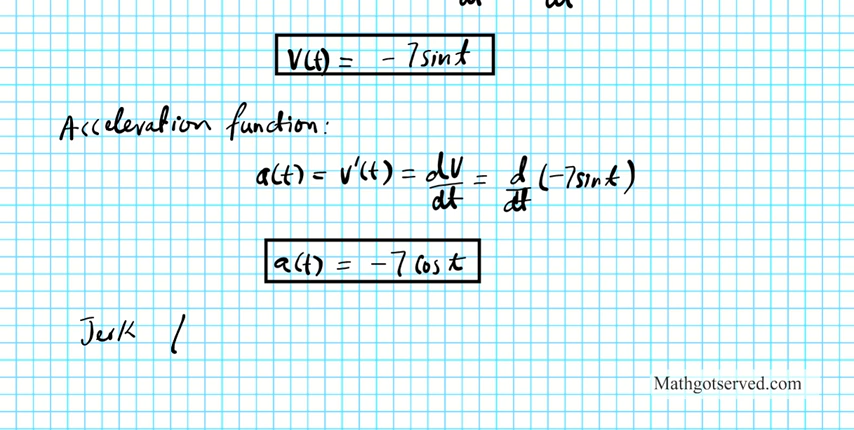 V(t) = -7sint
Acceleration function:
a(t) = v'(t) = dv/dt = d/dt (-7sint)
a(t) = -7 cos t
Jerk
Mathgotserved.com